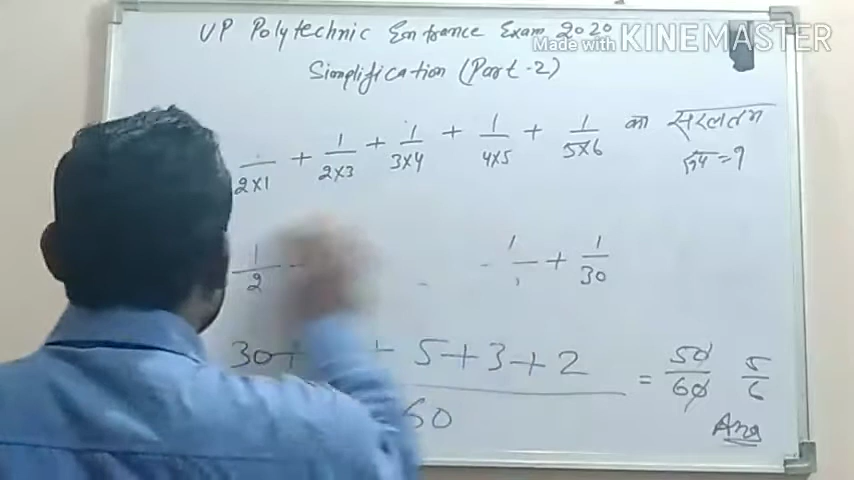 UP Polytechnic Entrance Exam 2020
Made with KINEMASTER
Simplification (Part-2)
1/2×1 + 1/2×3 + 1/3×4 + 1/4×5 + 1/5×6 का सरलतम
रूप = ?
1/2 + 1/30
30+ + 5+3+2 / 60 = 50/60 5/6
Ans